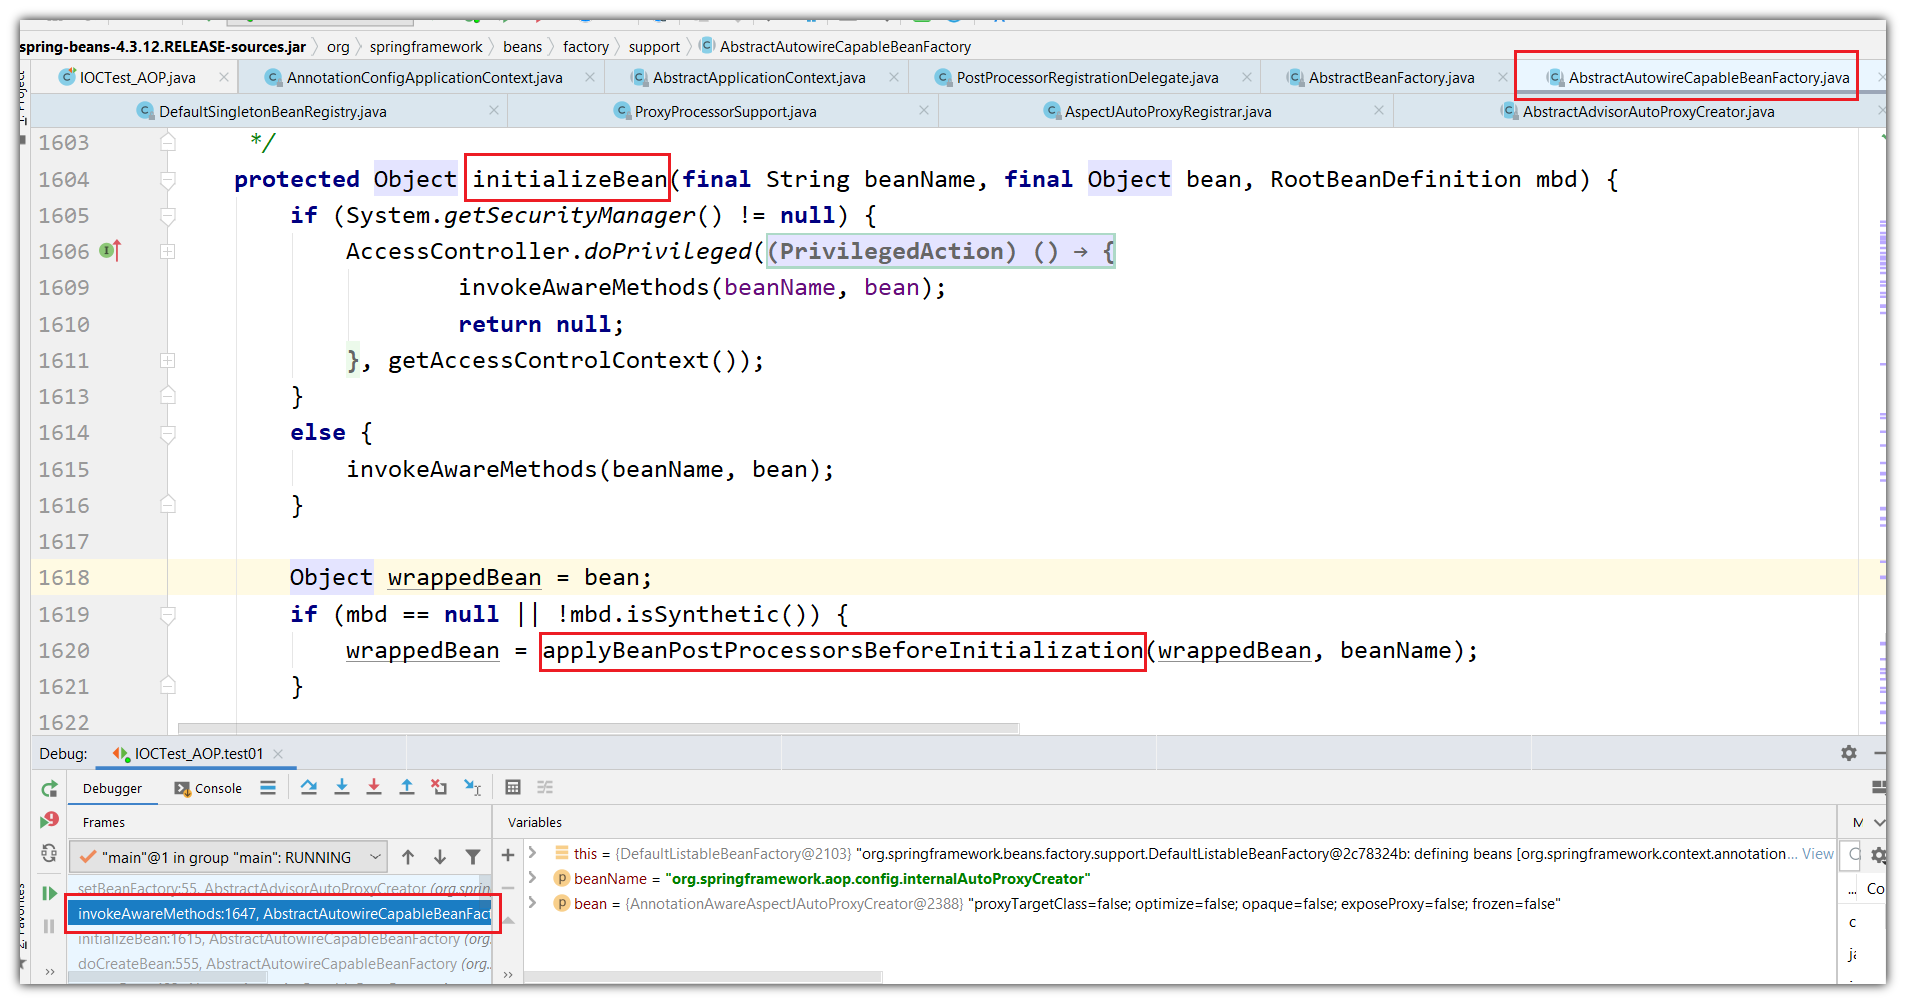 spring-beans-4.3.12.RELEASE-sources.jar 〉 org 〉 springframework 〉 beans 〉 factory 〉 support 〉 AbstractAutowireCapableBeanFactory
IOCTest_AOP.java AnnotationConfigApplicationContext.java AbstractApplicationContext.java PostProcessorRegistrationDelegate.java AbstractBeanFactory.java AbstractAutowireCapableBeanFactory.java
DefaultSingletonBeanRegistry.java ProxyProcessorSupport.java AspectJAutoProxyRegistrar.java AbstractAdvisorAutoProxyCreator.java
1603 */
1604 protected Object initializeBean(final String beanName, final Object bean, RootBeanDefinition mbd) {
1605 if (System.getSecurityManager() != null) {
1606 AccessController.doPrivileged((PrivilegedAction) () → {
1609 invokeAwareMethods(beanName, bean);
1610 return null;
1611 }, getAccessControlContext());
1613 }
1614 else {
1615 invokeAwareMethods(beanName, bean);
1616 }
1617
1618 Object wrappedBean = bean;
1619 if (mbd == null || !mbd.isSynthetic()) {
1620 wrappedBean = applyBeanPostProcessorsBeforeInitialization(wrappedBean, beanName);
1621 }
1622
Debug: IOCTest_AOP.test01
Debugger Console
Frames Variables
"main"@1 in group "main": RUNNING
setBeanFactory:55, AbstractAdvisorAutoProxyCreator (org.sprin
invokeAwareMethods:1647, AbstractAutowireCapableBeanFact
initializeBean:1615, AbstractAutowireCapableBeanFactory (org.
doCreateBean:555, AbstractAutowireCapableBeanFactory (org..
this = {DefaultListableBeanFactory@2103} "org.springframework.beans.factory.support.DefaultListableBeanFactory@2c78324b: defining beans [org.springframework.context.annotation... View
beanName = "org.springframework.aop.config.internalAutoProxyCreator"
bean = {AnnotationAwareAspectJAutoProxyCreator@2388} "proxyTargetClass=false; optimize=false; opaque=false; exposeProxy=false; frozen=false"
M
... Co
c